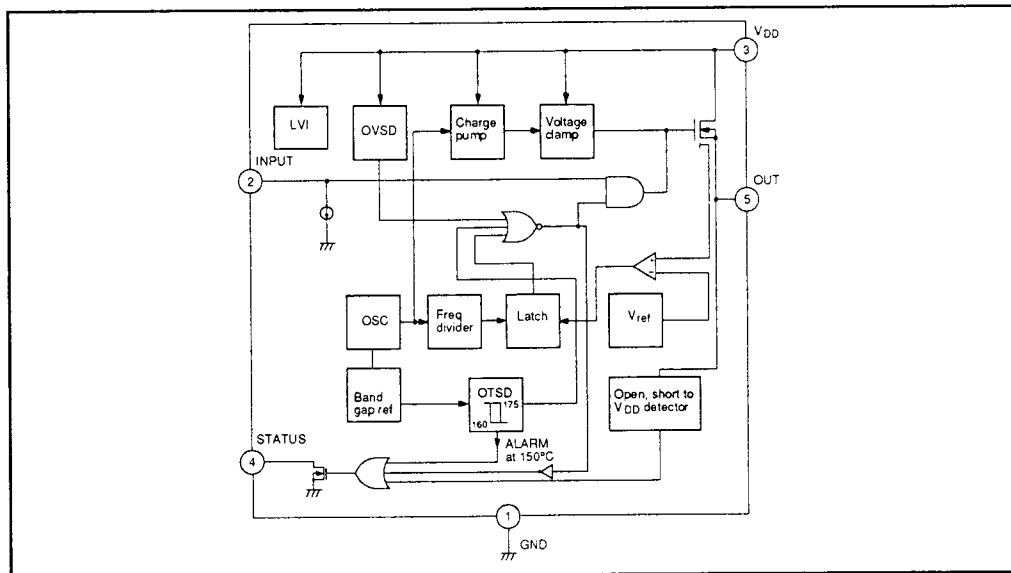 VDD
3
LVI
OVSD
Charge
pump
Voltage
clamp
INPUT
2
OUT
5
+
−
OSC
Freq
divider
Latch
Vref
Band
gap ref
OTSD
175
160
Open, short to
VDD detector
STATUS
4
ALARM
at 150°C
1
GND